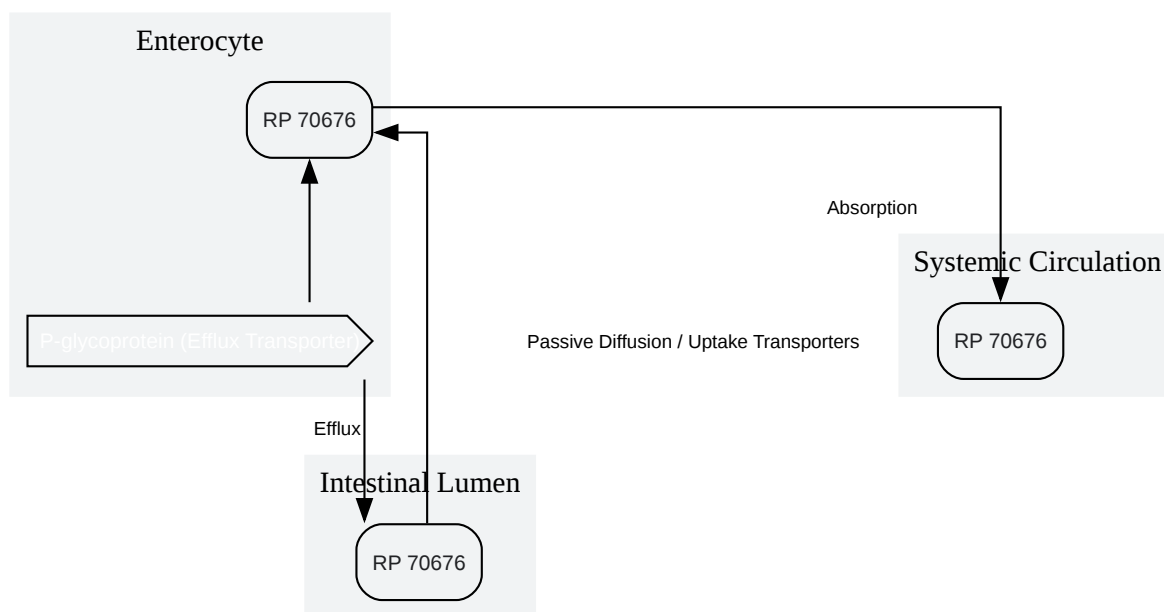 Enterocyte
RP 70676
Absorption
Systemic Circulation
P-glycoprotein (Efflux Transporter)
Passive Diffusion / Uptake Transporters
RP 70676
Efflux
Intestinal Lumen
RP 70676